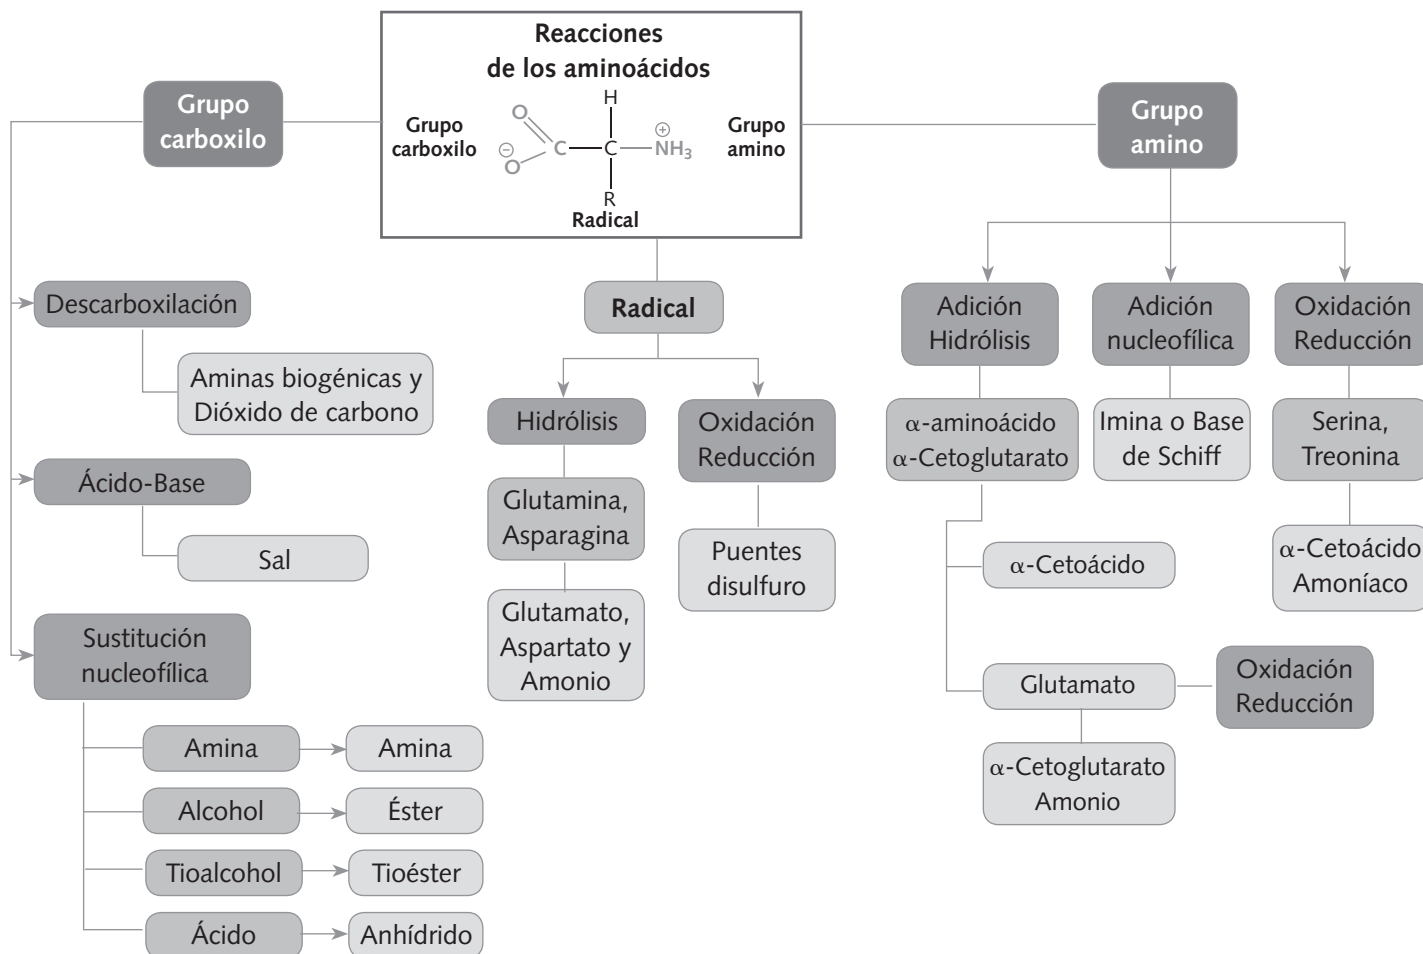 Reacciones
de los aminoácidos
Grupo
carboxilo
O
H
C
C
⊕
NH₃
⊖
O
R
Radical
Grupo
amino
Grupo
carboxilo
Descarboxilación
Aminas biogénicas y
Dióxido de carbono
Ácido-Base
Sal
Sustitución
nucleofílica
Amina
Amina
Alcohol
Éster
Tioalcohol
Tioéster
Ácido
Anhídrido
Radical
Hidrólisis
Glutamina,
Asparagina
Glutamato,
Aspartato y
Amonio
Oxidación
Reducción
Puentes
disulfuro
Grupo
amino
Adición
Hidrólisis
α-aminoácido
α-Cetoglutarato
α-Cetoácido
Glutamato
Oxidación
Reducción
α-Cetoglutarato
Amonio
Adición
nucleofílica
Imina o Base
de Schiff
Oxidación
Reducción
Serina,
Treonina
α-Cetoácido
Amoníaco